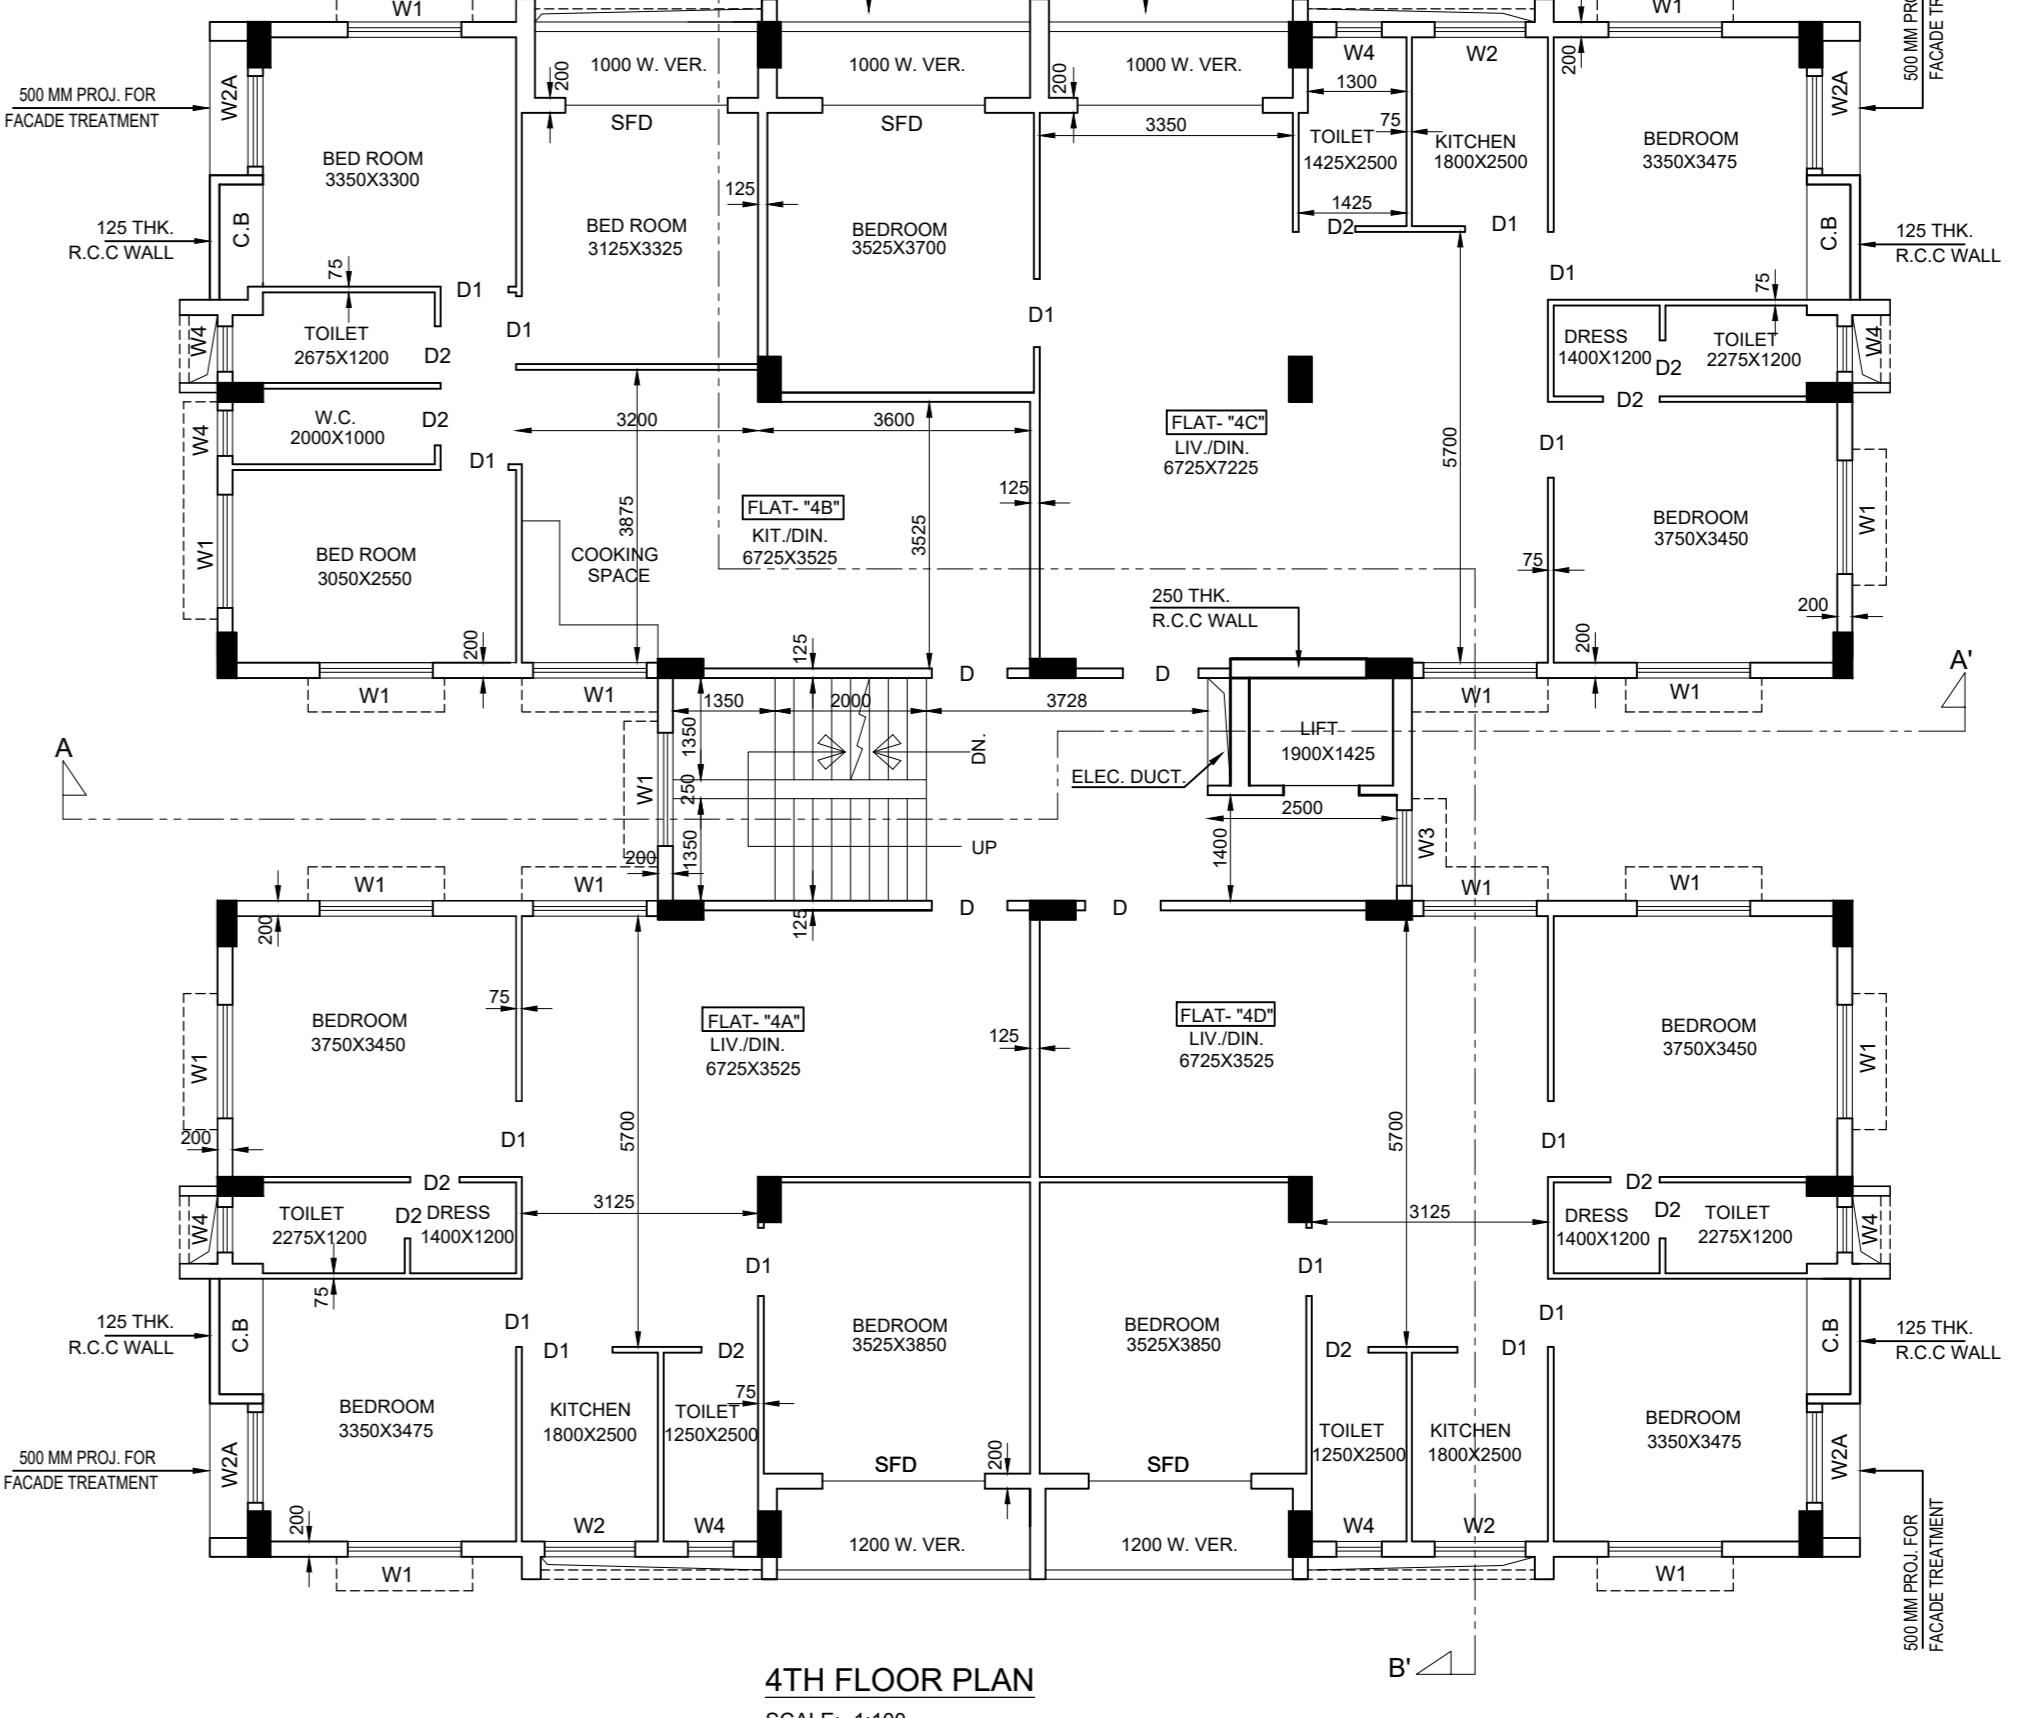 W1
W1
500 MM PROJ. FOR
FACADE TREATMENT
W2A
200
1000 W. VER.
1000 W. VER.
200
1000 W. VER.
W4
W2
200
W2A
1300
SFD
SFD
3350
75
TOILET
1425X2500
KITCHEN
1800X2500
BEDROOM
3350X3475
BED ROOM
3350X3300
125
1425
D2
D1
125 THK.
R.C.C WALL
C.B
BED ROOM
3125X3325
BEDROOM
3525X3700
C.B
125 THK.
R.C.C WALL
75
D1
D1
75
TOILET
2675X1200
W4
D1
D2
D1
DRESS
1400X1200
D2
TOILET
2275X1200
W4
D2
W.C.
2000X1000
D2
W4
3200
3600
FLAT- "4C"
LIV./DIN.
6725X7225
5700
D1
D1
125
3875
FLAT- "4B"
KIT./DIN.
6725X3525
3525
BEDROOM
3750X3450
W1
W1
BED ROOM
3050X2550
COOKING
SPACE
75
250 THK.
R.C.C WALL
200
200
125
200
D
D
A'
W1
W1
1350
2000
3728
W1
W1
A
1350
DN.
LIFT
1900X1425
W1
250
ELEC. DUCT.
2500
200
1350
UP
1400
W3
W1
W1
W1
W1
200
125
D
D
75
BEDROOM
3750X3450
FLAT- "4A"
LIV./DIN.
6725X3525
125
FLAT- "4D"
LIV./DIN.
6725X3525
BEDROOM
3750X3450
W1
W1
200
D1
5700
5700
D1
D2
D2
TOILET
2275X1200
D2
DRESS
1400X1200
3125
3125
DRESS
1400X1200
D2
TOILET
2275X1200
W4
W4
75
D1
D1
125 THK.
R.C.C WALL
C.B
D1
D1
D2
BEDROOM
3525X3850
BEDROOM
3525X3850
D2
D1
D1
C.B
125 THK.
R.C.C WALL
75
BEDROOM
3350X3475
KITCHEN
1800X2500
TOILET
1250X2500
TOILET
1250X2500
KITCHEN
1800X2500
BEDROOM
3350X3475
500 MM PROJ. FOR
FACADE TREATMENT
W2A
SFD
200
SFD
W2A
200
W2
W4
1200 W. VER.
1200 W. VER.
W4
W2
W1
W1
500 MM PROJ. FOR
FACADE TREATMENT
B'
4TH FLOOR PLAN